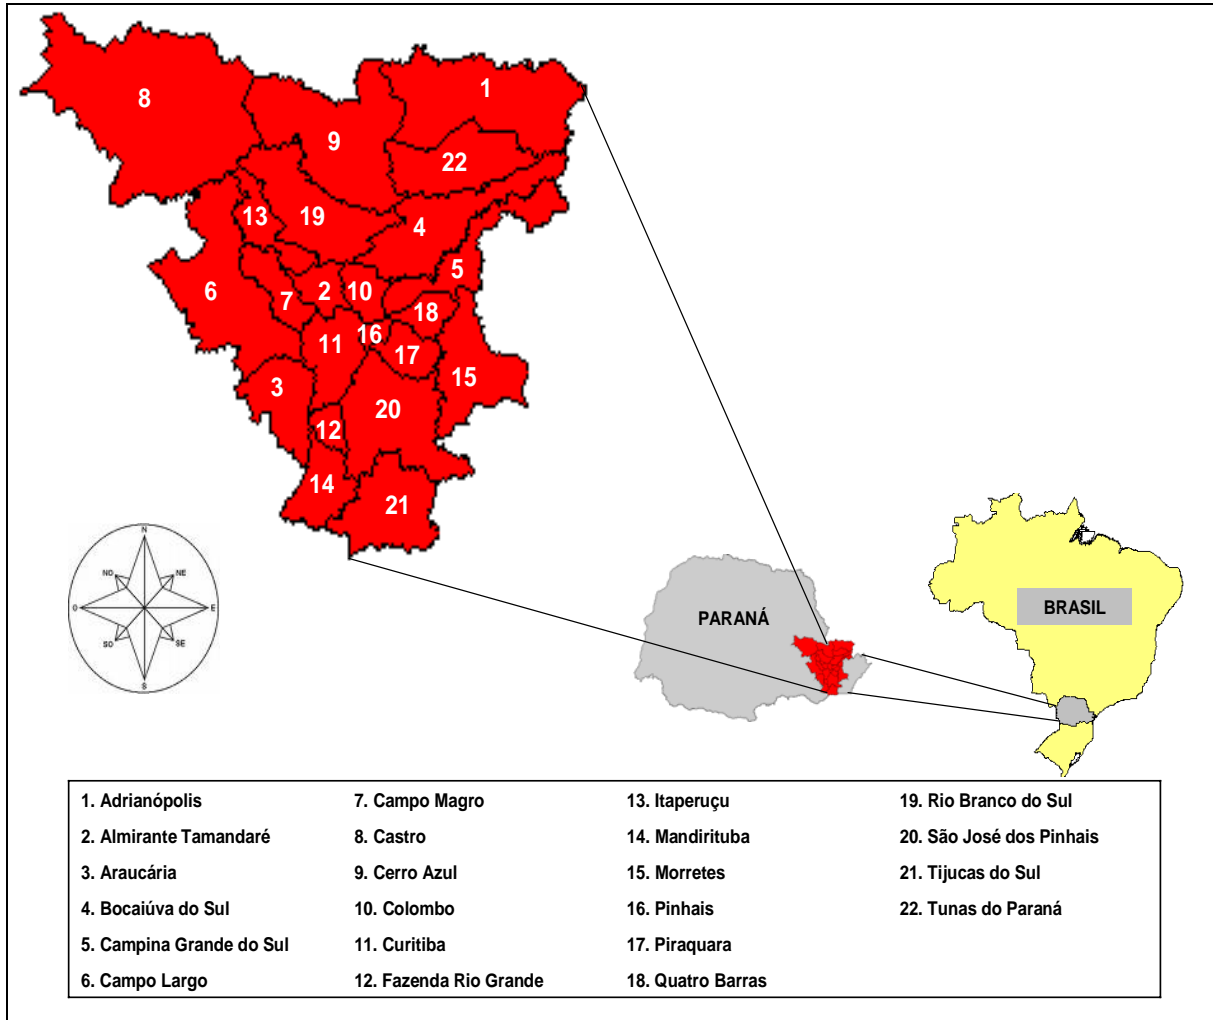 1
8
9
22
13
19
4
5
6
7
2
10
18
16
11
17
15
3
20
12
14
21
N
NO
NE
O
E
SO
SE
S
PARANÁ
BRASIL
1. Adrianópolis
2. Almirante Tamandaré
3. Araucária
4. Bocaiúva do Sul
5. Campina Grande do Sul
6. Campo Largo
7. Campo Magro
8. Castro
9. Cerro Azul
10. Colombo
11. Curitiba
12. Fazenda Rio Grande
13. Itaperuçu
14. Mandirituba
15. Morretes
16. Pinhais
17. Piraquara
18. Quatro Barras
19. Rio Branco do Sul
20. São José dos Pinhais
21. Tijucas do Sul
22. Tunas do Paraná